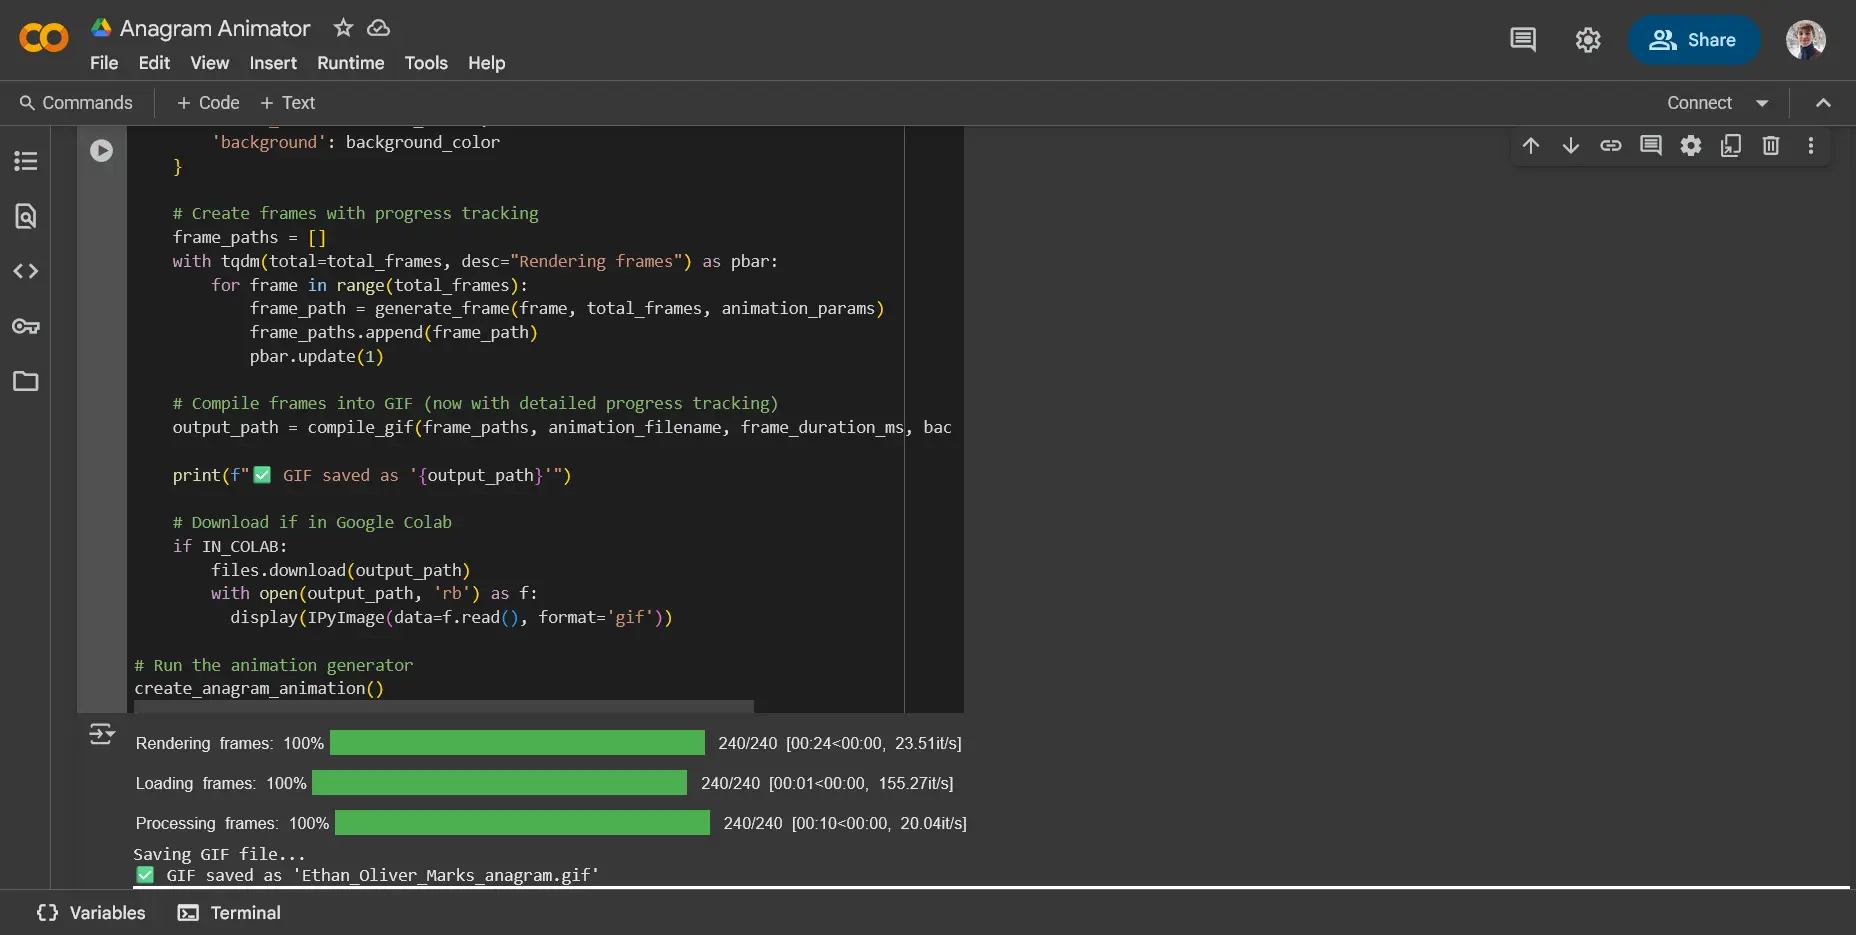 Anagram Animator
File Edit View Insert Runtime Tools Help
Share
Commands + Code + Text
Connect
'background': background_color
}
# Create frames with progress tracking
frame_paths = []
with tqdm(total=total_frames, desc="Rendering frames") as pbar:
for frame in range(total_frames):
frame_path = generate_frame(frame, total_frames, animation_params)
frame_paths.append(frame_path)
pbar.update(1)
# Compile frames into GIF (now with detailed progress tracking)
output_path = compile_gif(frame_paths, animation_filename, frame_duration_ms, bac
print(f"✅ GIF saved as '{output_path}'")
# Download if in Google Colab
if IN_COLAB:
files.download(output_path)
with open(output_path, 'rb') as f:
display(IPyImage(data=f.read(), format='gif'))
# Run the animation generator
create_anagram_animation()
Rendering frames: 100% 240/240 [00:24<00:00, 23.51it/s]
Loading frames: 100% 240/240 [00:01<00:00, 155.27it/s]
Processing frames: 100% 240/240 [00:10<00:00, 20.04it/s]
Saving GIF file...
✅ GIF saved as 'Ethan_Oliver_Marks_anagram.gif'
Variables Terminal